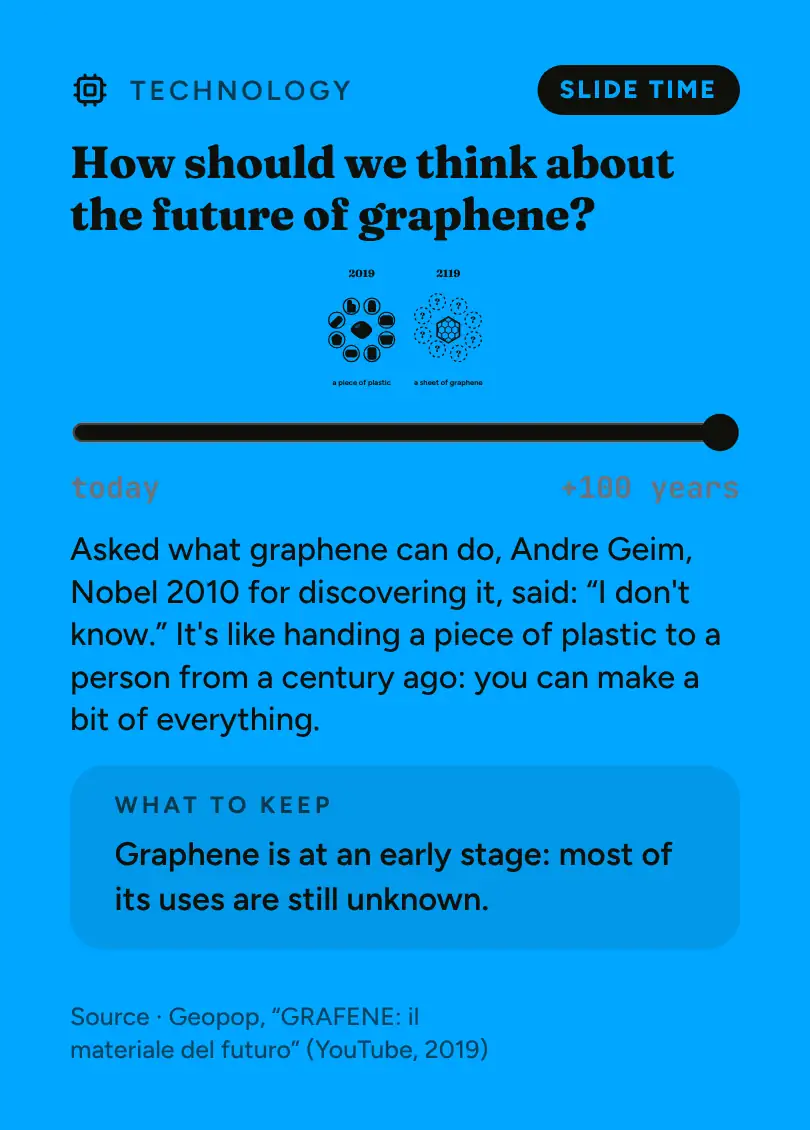 TECHNOLOGY
SLIDE TIME
How should we think about
the future of graphene?
2019
2119
? ? ? ? ? ? ? ?
a piece of plastic
a sheet of graphene
today
+100 years
Asked what graphene can do, Andre Geim,
Nobel 2010 for discovering it, said: “I don't
know.” It's like handing a piece of plastic to a
person from a century ago: you can make a
bit of everything.
WHAT TO KEEP
Graphene is at an early stage: most of
its uses are still unknown.
Source · Geopop, “GRAFENE: il
materiale del futuro” (YouTube, 2019)